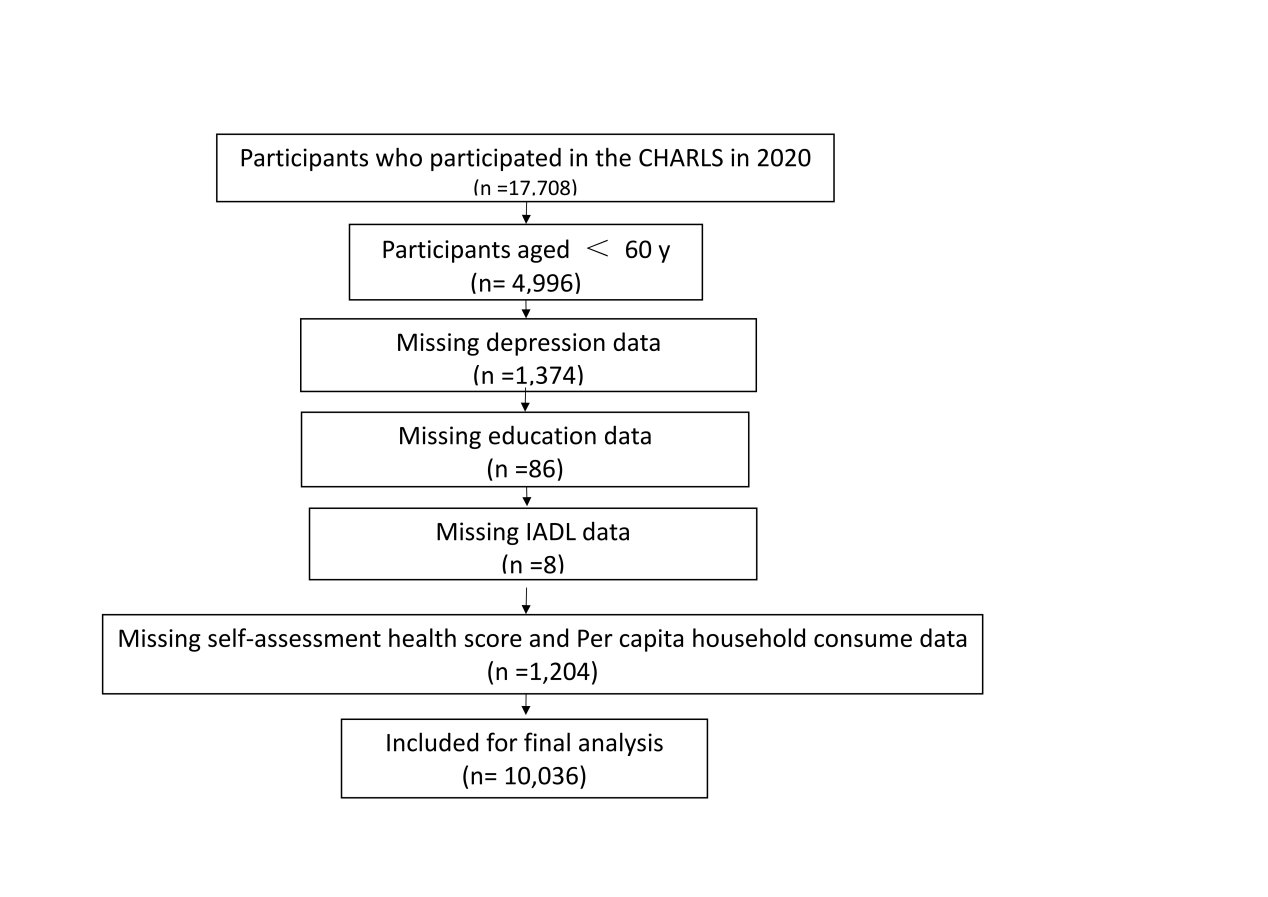 Participants who participated in the CHARLS in 2020
(n =17,708)
Participants aged ＜ 60 y
(n= 4,996)
Missing depression data
(n =1,374)
Missing education data
(n =86)
Missing IADL data
(n =8)
Missing self-assessment health score and Per capita household consume data
(n =1,204)
Included for final analysis
(n= 10,036)